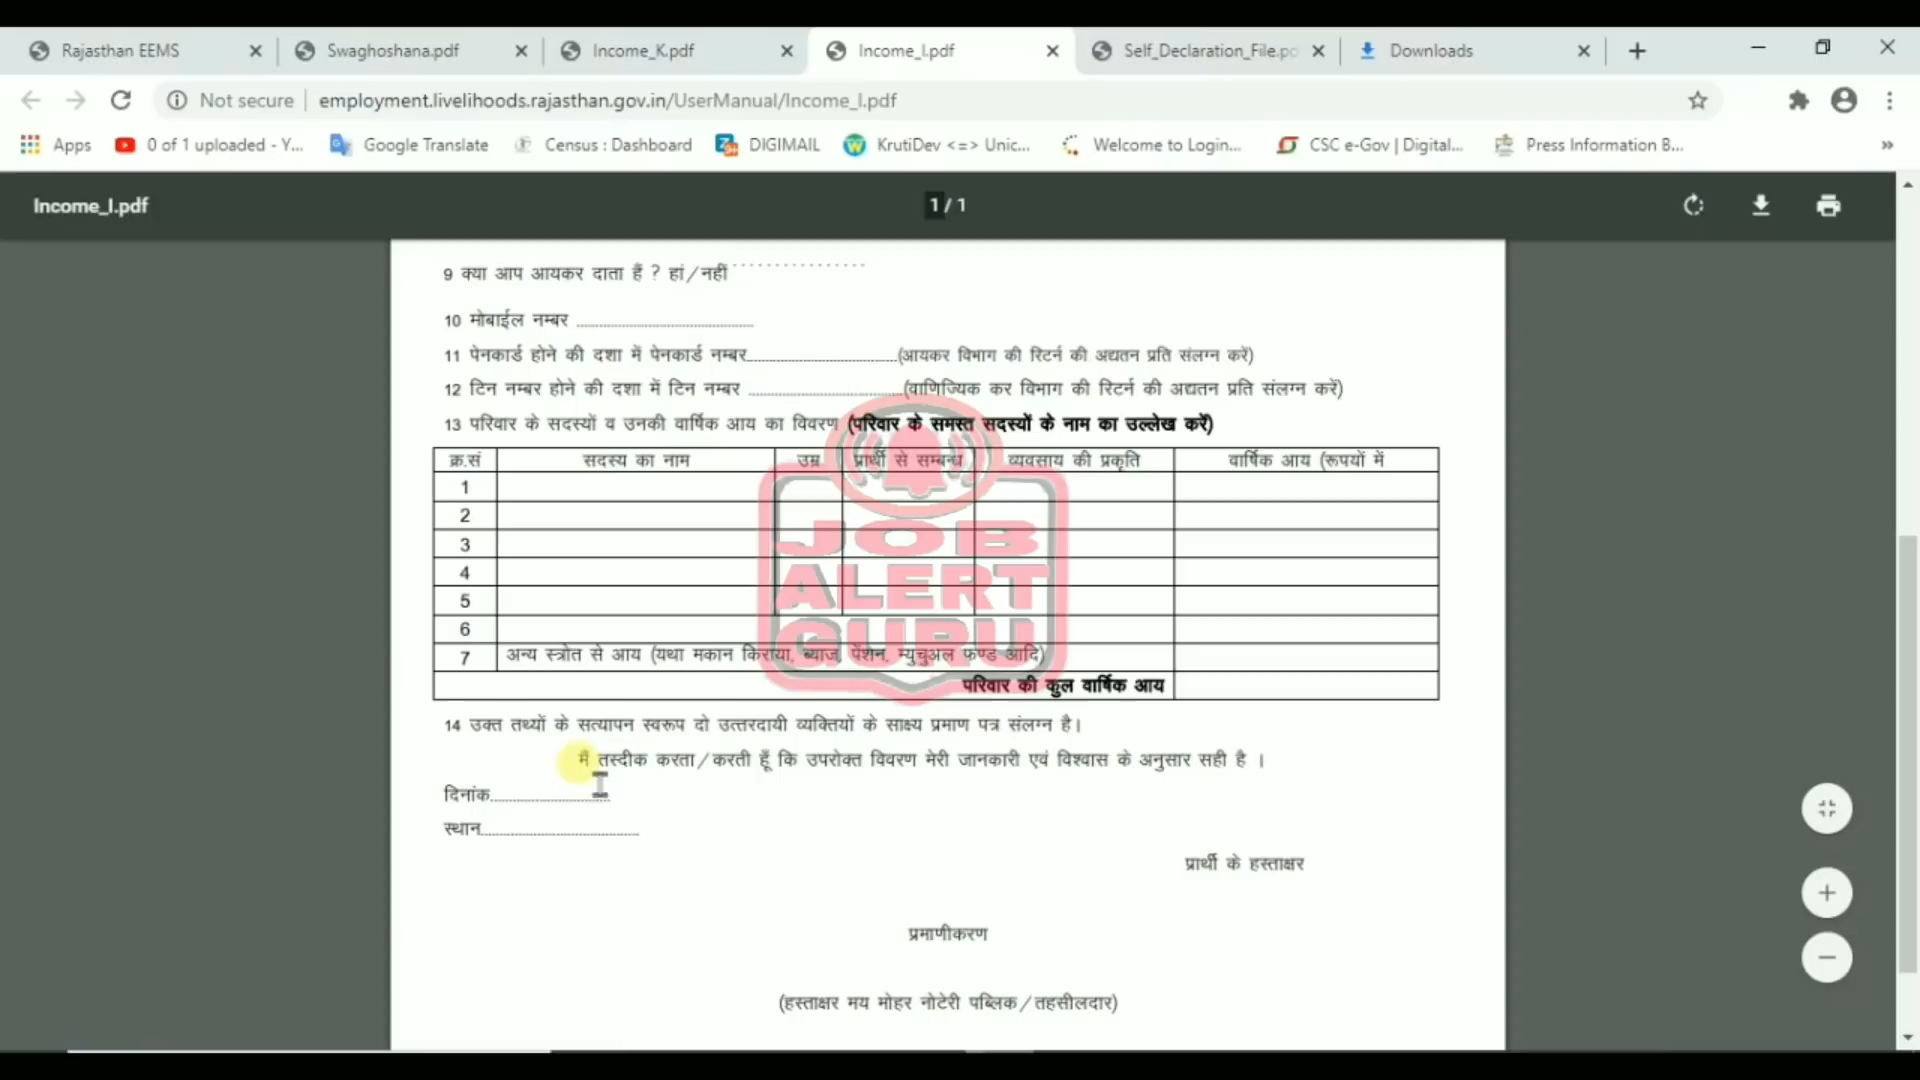 Rajasthan EEMS
Swaghoshana.pdf
Income_K.pdf
Income_I.pdf
Self_Declaration_File.p
Downloads
Not secure
employment.livelihoods.rajasthan.gov.in/UserManual/Income_I.pdf
Apps
0 of 1 uploaded - Y...
Google Translate
Census : Dashboard
DIGIMAIL
KrutiDev <=> Unic...
Welcome to Login...
CSC e-Gov | Digital...
Press Information B...
»
Income_I.pdf
1 / 1
9 क्या आप आयकर दाता हैं ? हां/नहीं ----------------
10 मोबाईल नम्बर ........................................
11 पेनकार्ड होने की दशा में पेनकार्ड नम्बर..................................(आयकर विभाग की रिटर्न की अद्यतन प्रति संलग्न करें)
12 टिन नम्बर होने की दशा में टिन नम्बर ..................................(वाणिज्यिक कर विभाग की रिटर्न की अद्यतन प्रति संलग्न करें)
13 परिवार के सदस्यों व उनकी वार्षिक आय का विवरण (परिवार के समस्त सदस्यों के नाम का उल्लेख करें)
क्र.सं सदस्य का नाम उम्र प्रार्थी से सम्बन्ध व्यवसाय की प्रकृति वार्षिक आय (रूपयों में
1
2
3
4
5
6
7 अन्य स्त्रोत से आय (यथा मकान किराया, ब्याज, पेंशन, म्युचुअल फण्ड आदि)
परिवार की कुल वार्षिक आय
JOB
ALERT
GURU
14 उक्त तथ्यों के सत्यापन स्वरूप दो उत्तरदायी व्यक्तियों के साक्ष्य प्रमाण पत्र संलग्न है।
मैं तस्दीक करता/करती हूँ कि उपरोक्त विवरण मेरी जानकारी एवं विश्वास के अनुसार सही है ।
दिनांक..........................
स्थान...................................
प्रार्थी के हस्ताक्षर
प्रमाणीकरण
(हस्ताक्षर मय मोहर नोटेरी पब्लिक/तहसीलदार)